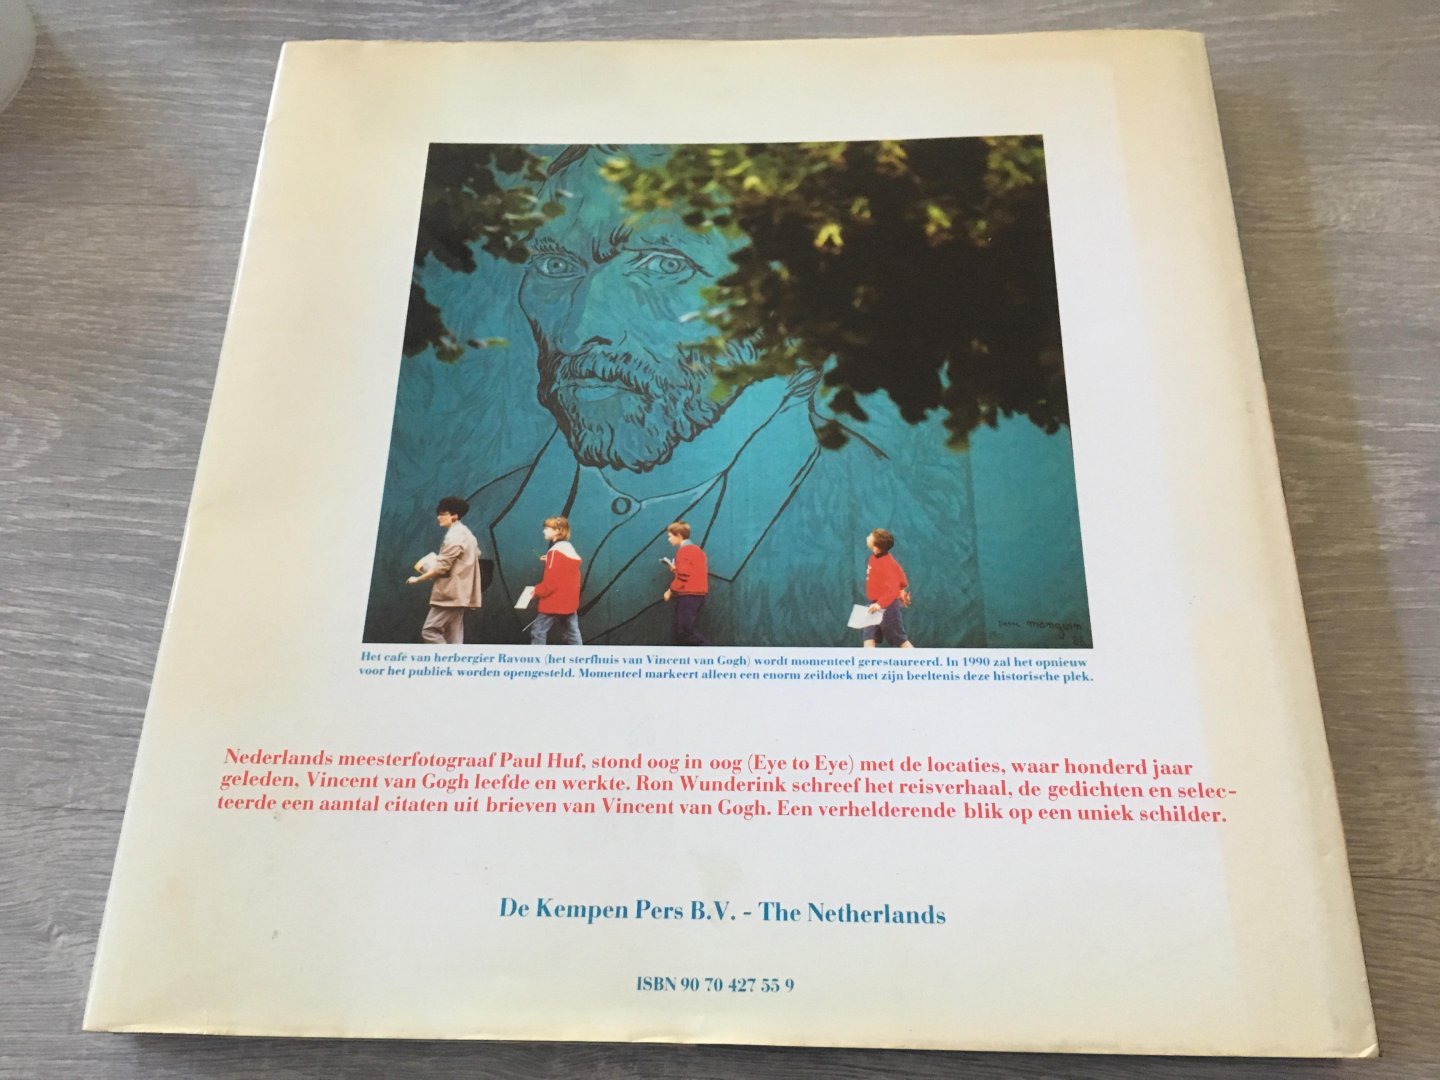 manguin
88
Het café van herbergier Ravoux (het sterfhuis van Vincent van Gogh) wordt momenteel gerestaureerd. In 1990 zal het opnieuw
voor het publiek worden opengesteld. Momenteel markeert alleen een enorm zeildoek met zijn beeltenis deze historische plek.
Nederlands meesterfotograaf Paul Huf, stond oog in oog (Eye to Eye) met de locaties, waar honderd jaar
geleden, Vincent van Gogh leefde en werkte. Ron Wunderink schreef het reisverhaal, de gedichten en selec-
teerde een aantal citaten uit brieven van Vincent van Gogh. Een verhelderende blik op een uniek schilder.
De Kempen Pers B.V. - The Netherlands
ISBN 90 70 427 55 9